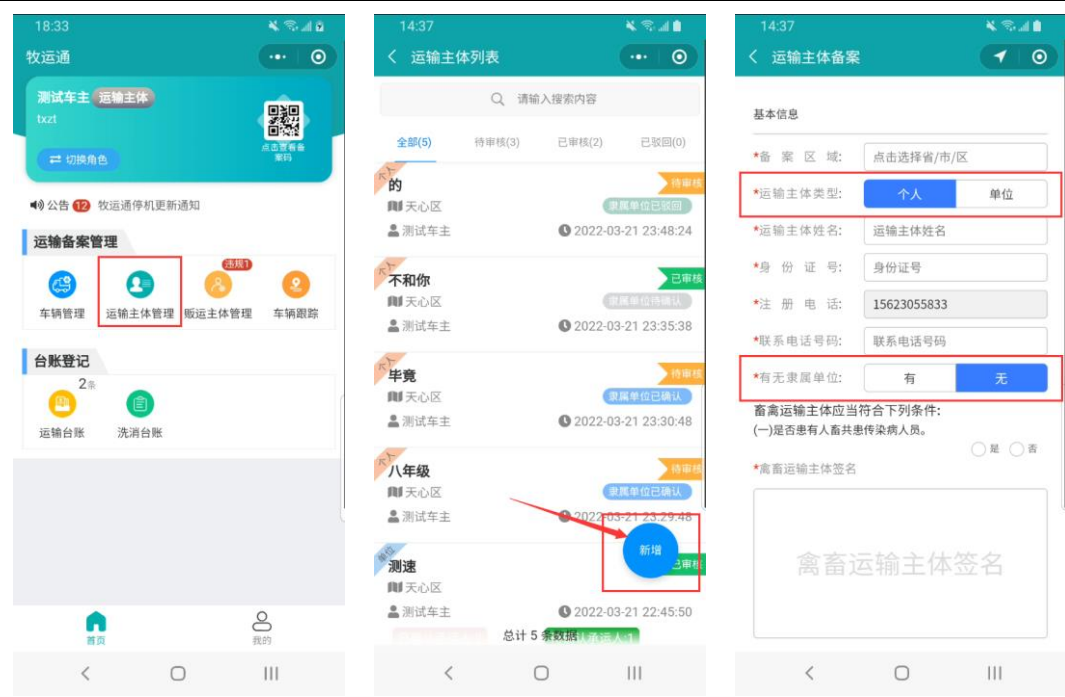 18:33
牧运通
测试车主 运输主体
txzt
点击查看备
案码
切换角色
公告 12 牧运通停机更新通知
运输备案管理
违规1
车辆管理 运输主体管理 贩运主体管理 车辆跟踪
台账登记
2条
运输台账 洗消台账
首页 我的
14:37
运输主体列表
请输入搜索内容
全部(5) 待审核(3) 已审核(2) 已驳回(0)
个人
的 待审核
天心区 隶属单位已驳回
测试车主 2022-03-21 23:48:24
个人
不和你 已审核
天心区 隶属单位待确认
测试车主 2022-03-21 23:35:38
个人
毕竟 待审核
天心区 隶属单位已确认
测试车主 2022-03-21 23:30:48
个人
八年级 待审核
天心区 隶属单位已确认
测试车主 2022-03-21 23:29:48
新增
单位
测速 已审核
天心区
测试车主 2022-03-21 22:45:50
总计 5 条数据
14:37
运输主体备案
基本信息
*备案区域: 点击选择省/市/区
*运输主体类型: 个人 单位
*运输主体姓名: 运输主体姓名
*身份证号: 身份证号
*注册电话: 15623055833
*联系电话号码: 联系电话号码
*有无隶属单位: 有 无
畜禽运输主体应当符合下列条件:
(一)是否患有人畜共患传染病人员。
是 否
*禽畜运输主体签名
禽畜运输主体签名